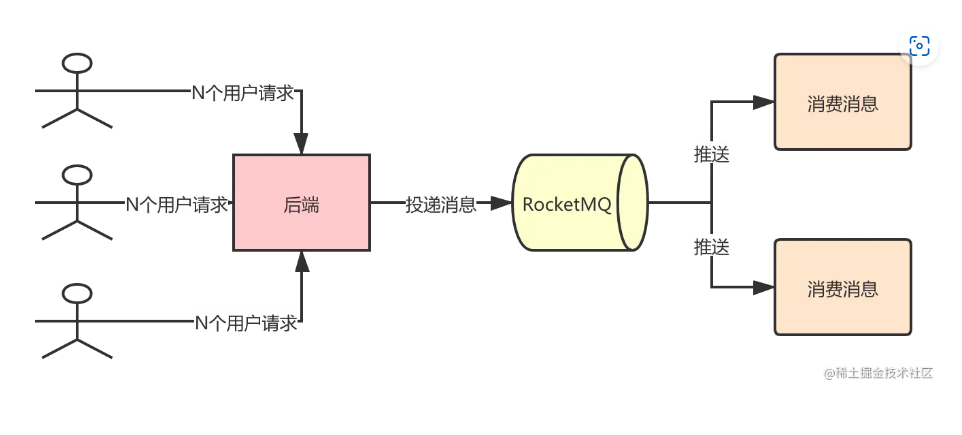 N个用户请求
N个用户请求
N个用户请求
后端
投递消息
RocketMQ
推送
推送
消费消息
消费消息
@稀土掘金技术社区